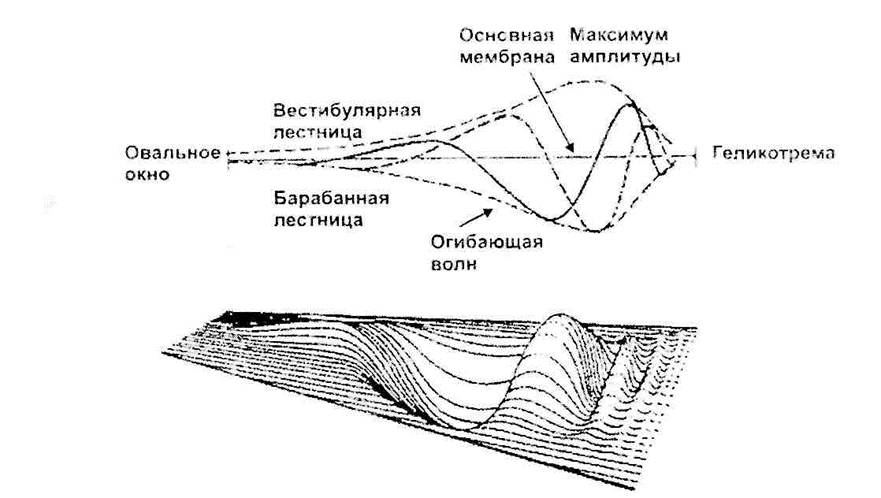 Основная
мембрана
Максимум
амплитуды
Вестибулярная
лестница
Овальное
окно
Геликотрема
Барабанная
лестница
Огибающая
волн